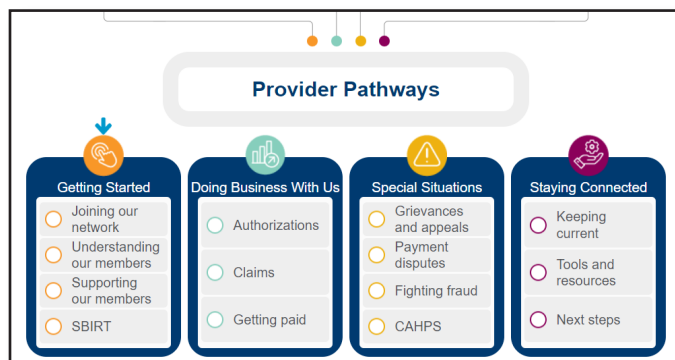 Provider Pathways
Getting Started
Joining our
network
Understanding
our members
Supporting
our members
SBIRT
Doing Business With Us
Authorizations
Claims
Getting paid
Special Situations
Grievances
and appeals
Payment
disputes
Fighting fraud
CAHPS
Staying Connected
Keeping
current
Tools and
resources
Next steps